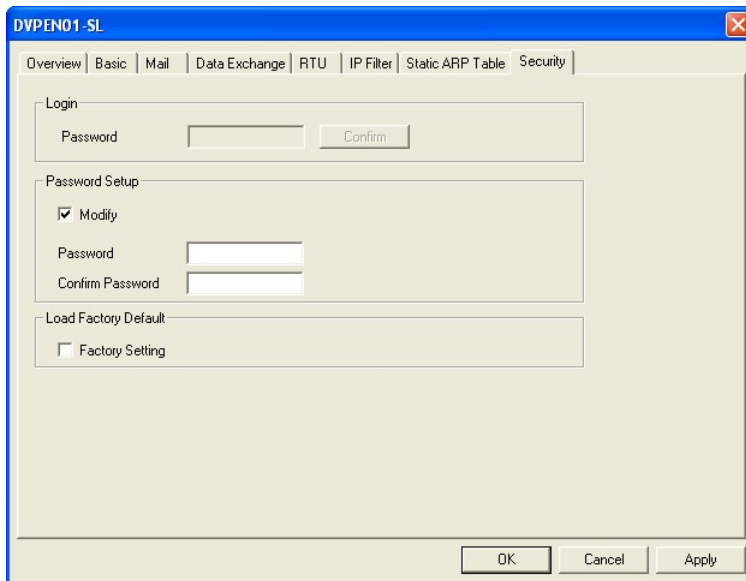 DVPEN01-SL
Overview Basic Mail Data Exchange RTU IP Filter Static ARP Table Security
Login
Password Confirm
Password Setup
Modify
Password
Confirm Password
Load Factory Default
Factory Setting
OK Cancel Apply